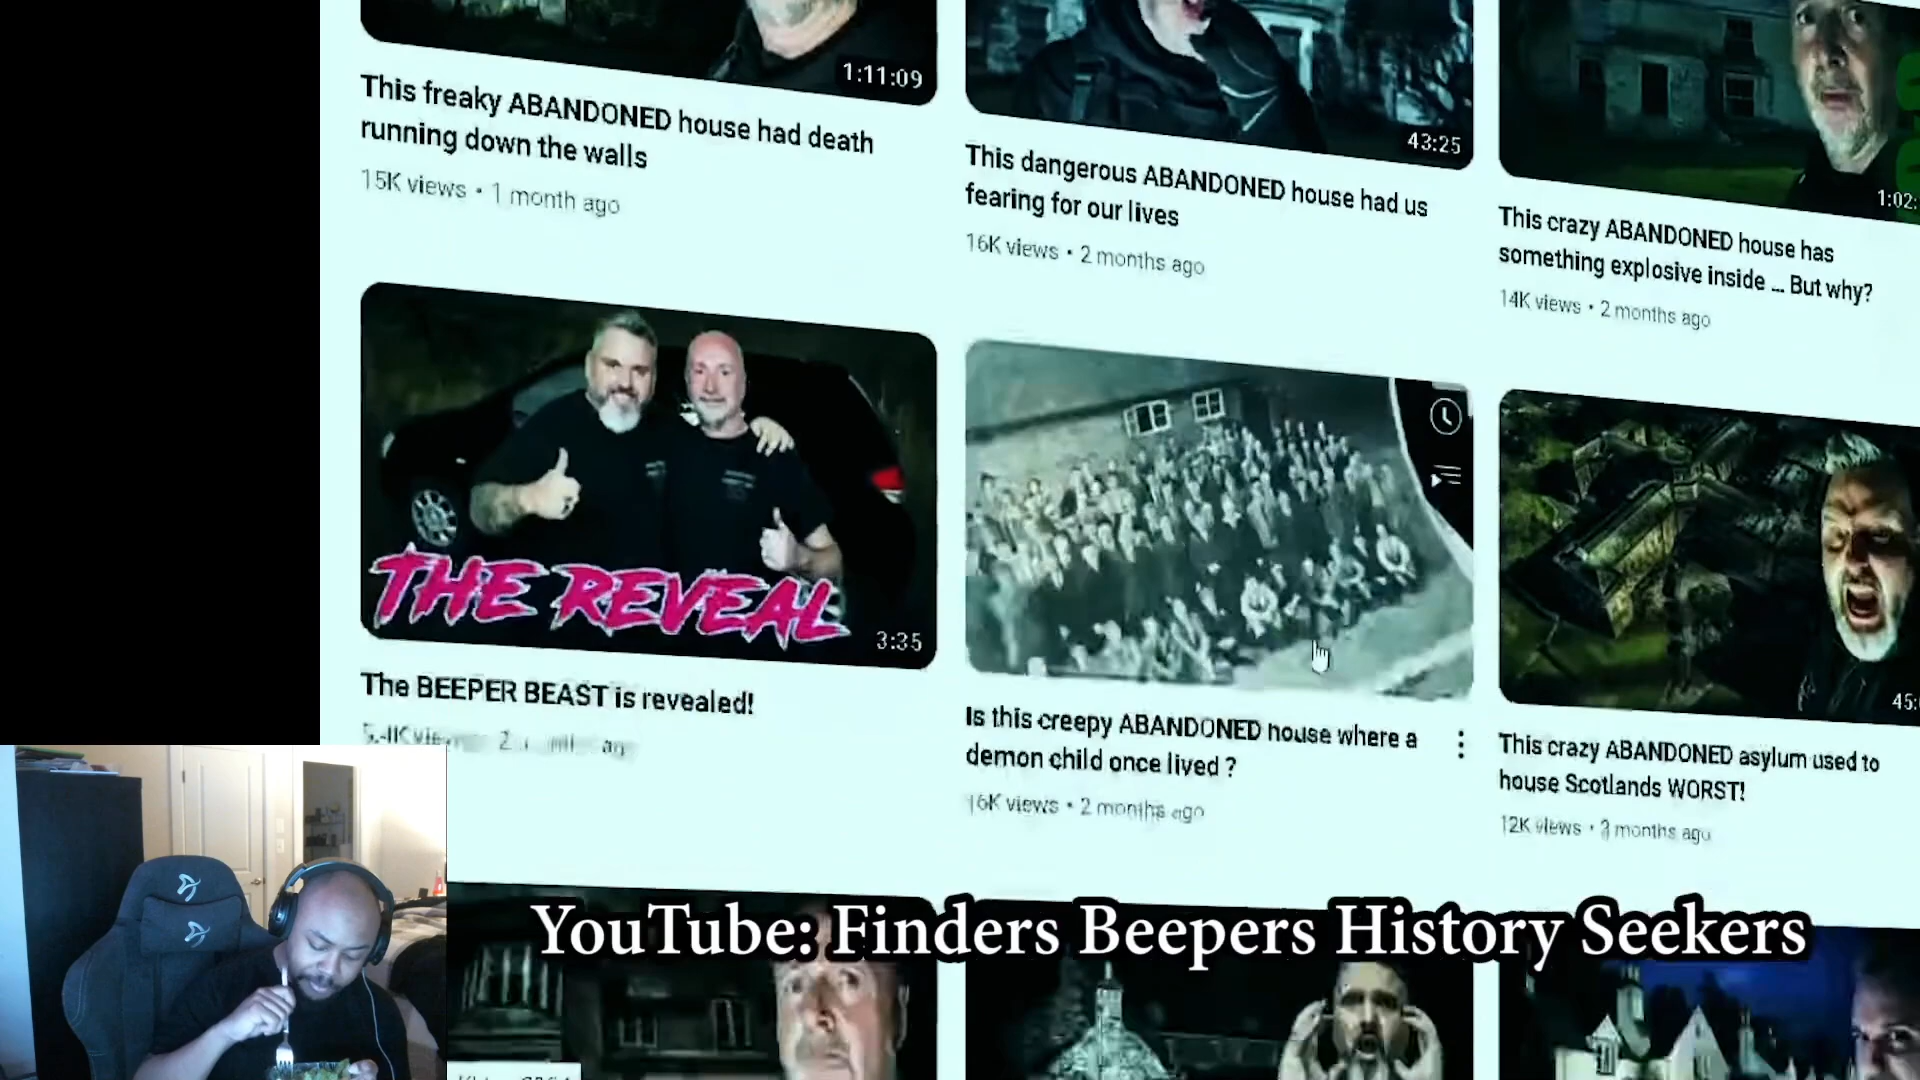 1:11:09
This freaky ABANDONED house had death
running down the walls
15K views • 1 month ago
43:25
This dangerous ABANDONED house had us
fearing for our lives
16K views • 2 months ago
1:02:
This crazy ABANDONED house has
something explosive inside ... But why?
14K views • 2 months ago
THE REVEAL
3:35
The BEEPER BEAST is revealed!
Is this creepy ABANDONED house where a
demon child once lived ?
16K views • 2 months ago
45:
This crazy ABANDONED asylum used to
house Scotlands WORST!
12K views • 3 months ago
YouTube: Finders Beepers History Seekers